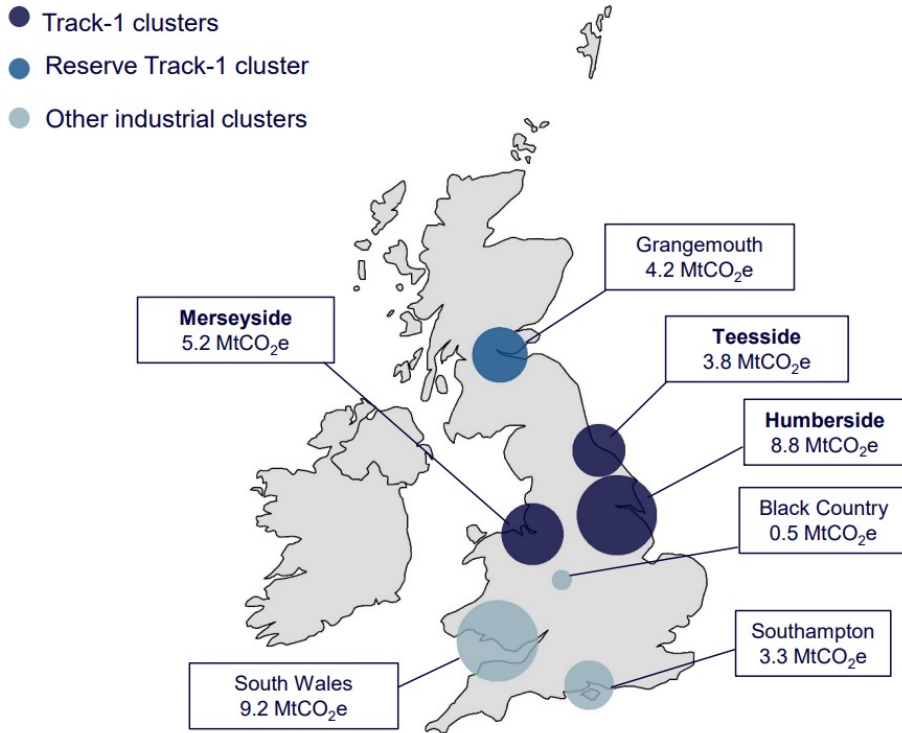 Track-1 clusters
Reserve Track-1 cluster
Other industrial clusters
Grangemouth
4.2 MtCO₂e
Merseyside
5.2 MtCO₂e
Teesside
3.8 MtCO₂e
Humberside
8.8 MtCO₂e
Black Country
0.5 MtCO₂e
Southampton
3.3 MtCO₂e
South Wales
9.2 MtCO₂e